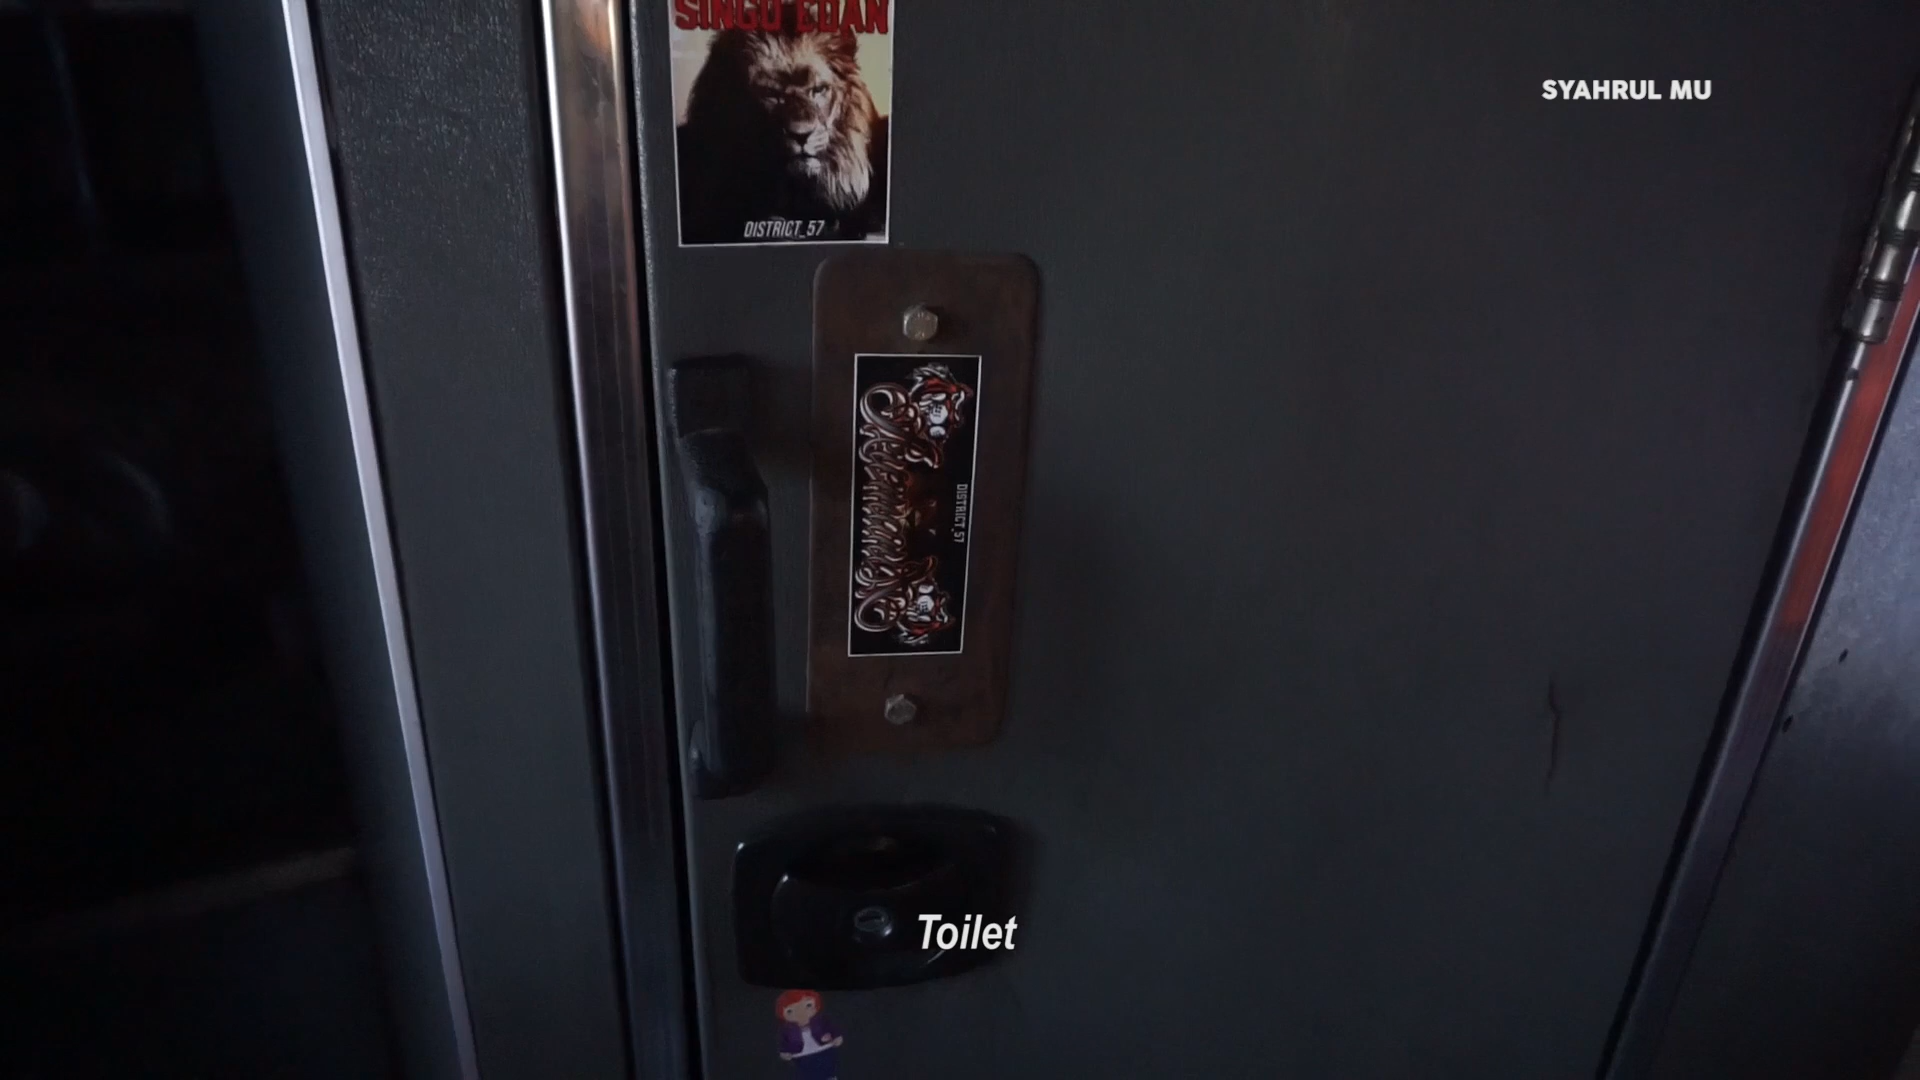 SINGO EDAN
SYAHRUL MU
DISTRICT_57
DISTRICT_57
Toilet